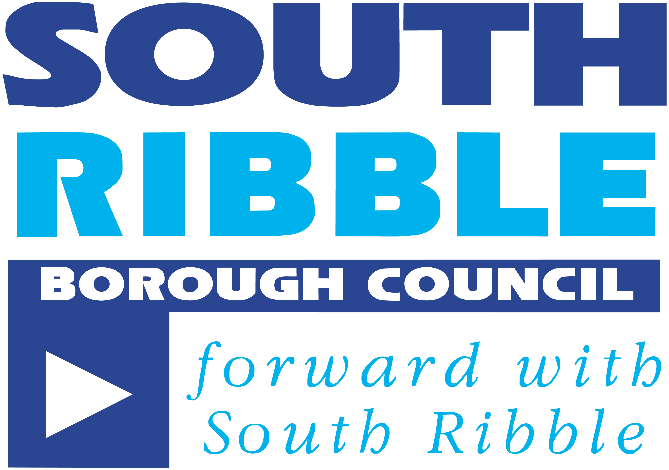 SOUTH
RIBBLE
BOROUGH COUNCIL
forward with
South Ribble